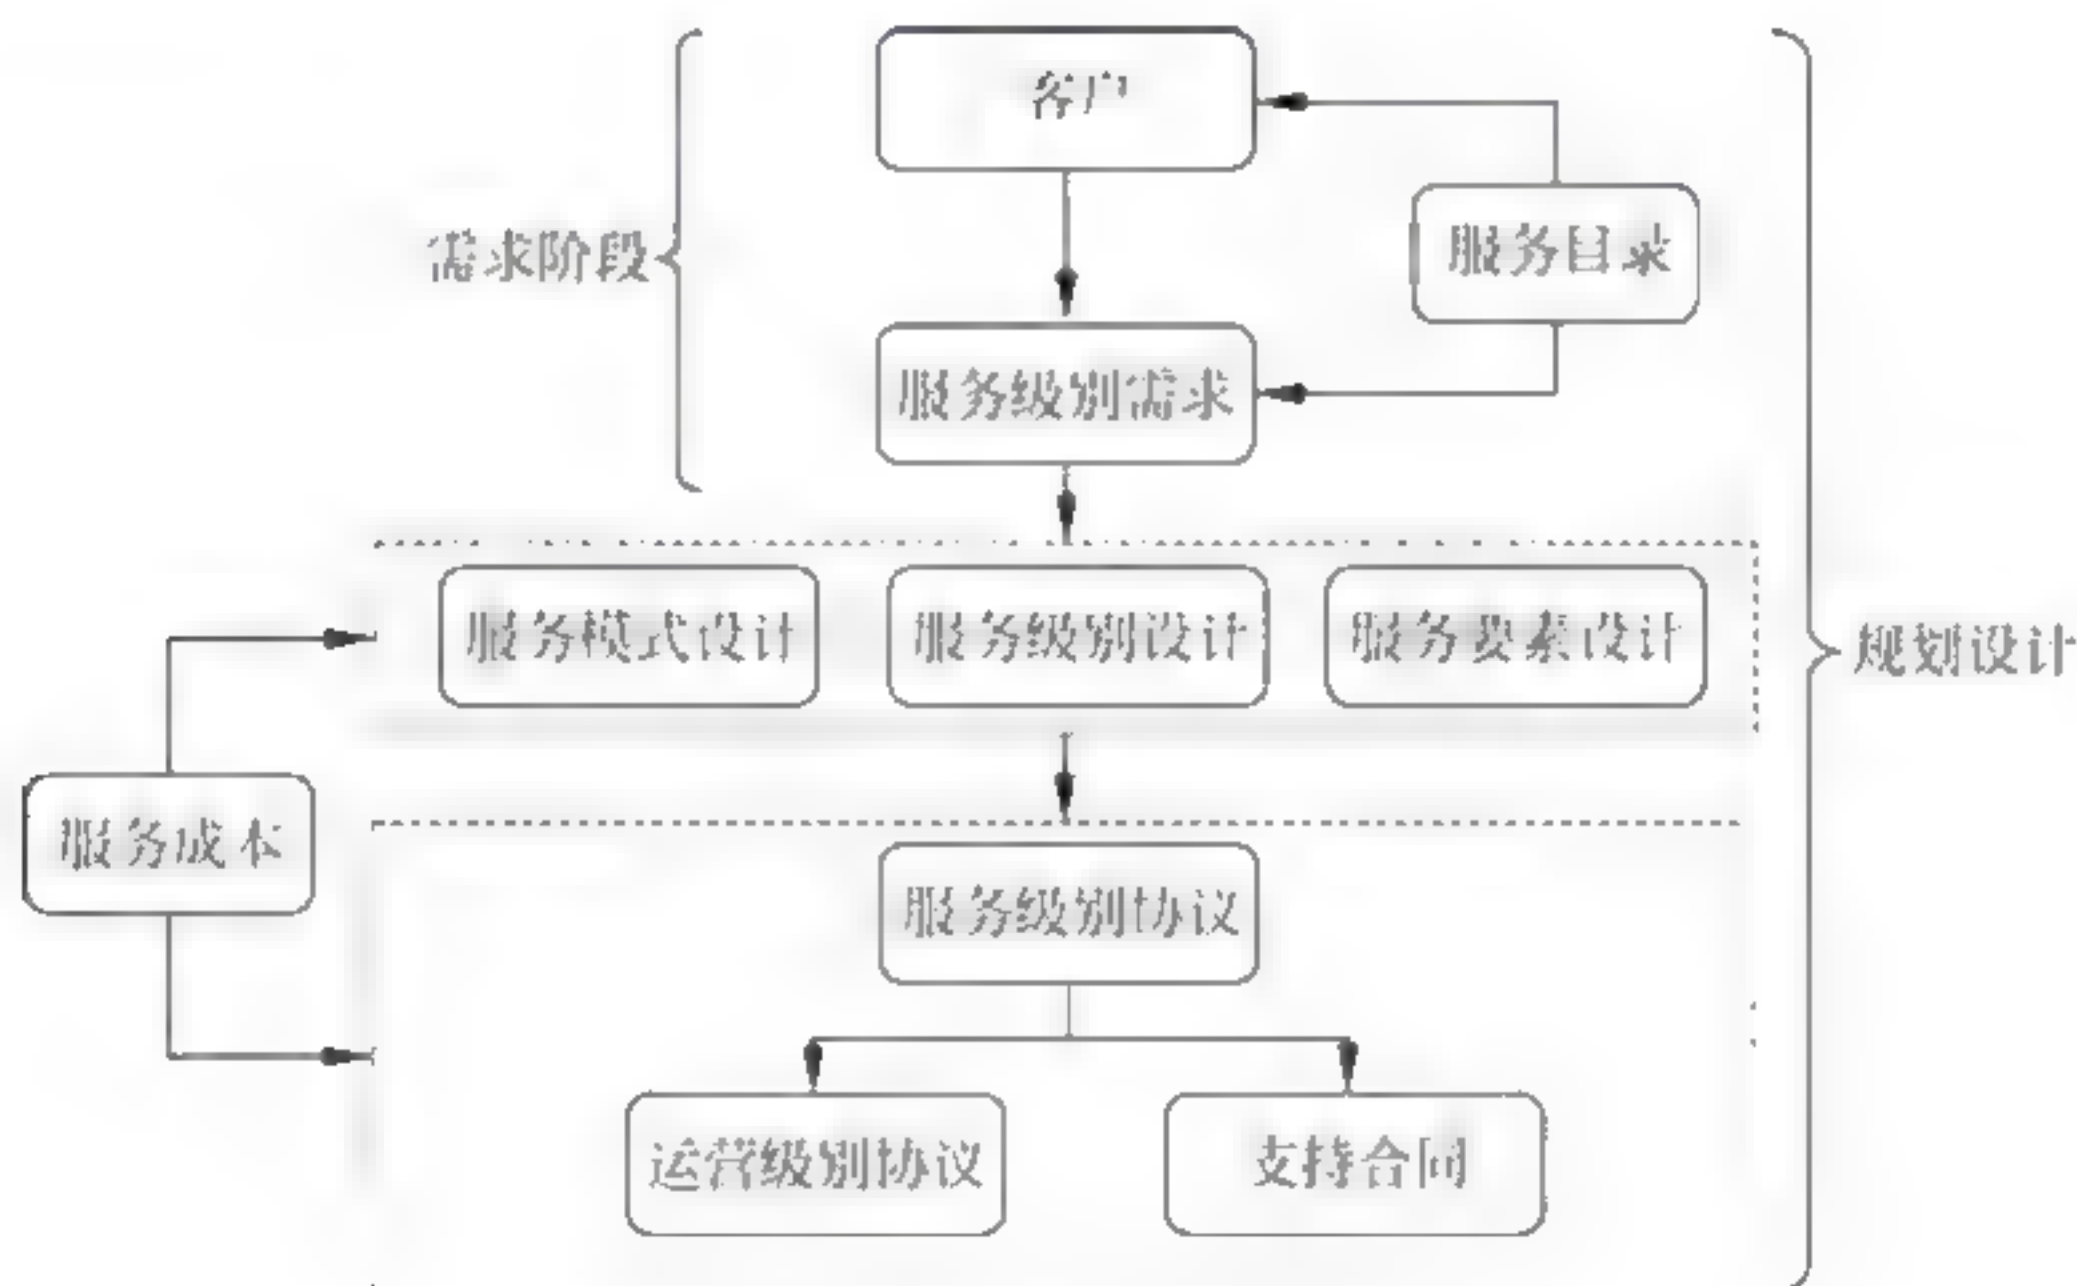 客户
服务目录
需求阶段
服务级别需求
服务模式设计
服务级别设计
服务要素设计
规划设计
服务成本
服务级别协议
运营级别协议
支持合同